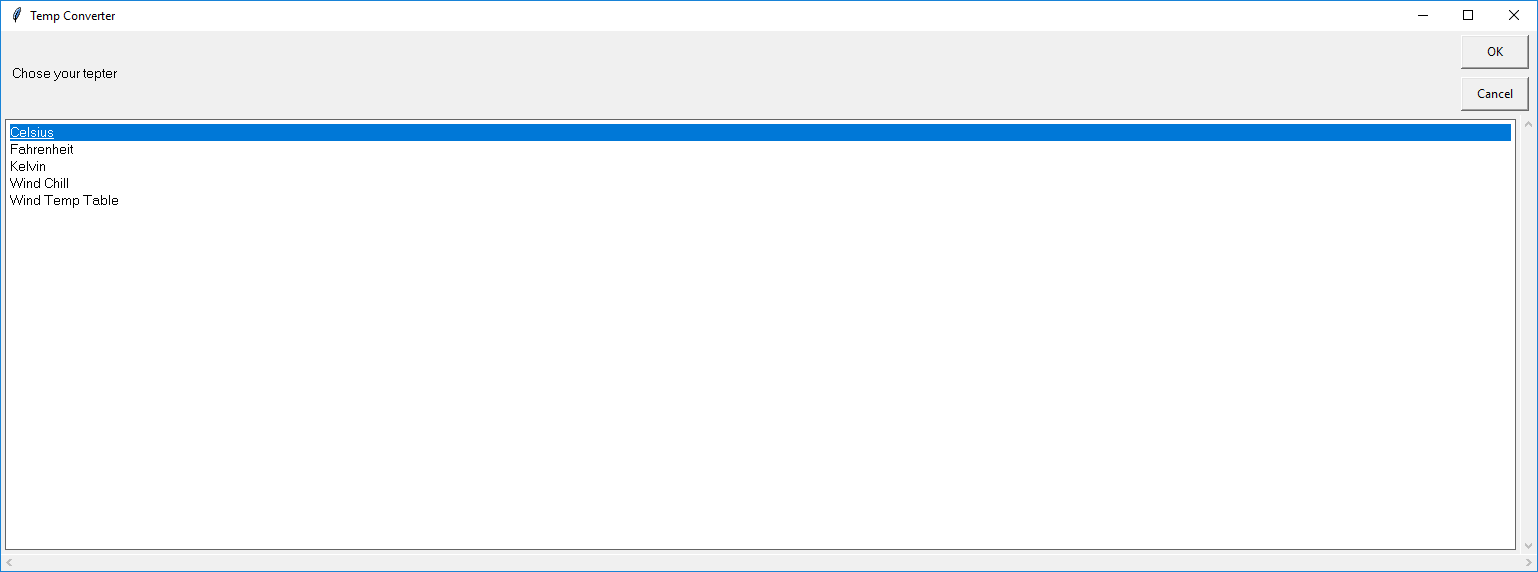 Temp Converter
OK
Chose your tepter
Cancel
Celsius
Fahrenheit
Kelvin
Wind Chill
Wind Temp Table